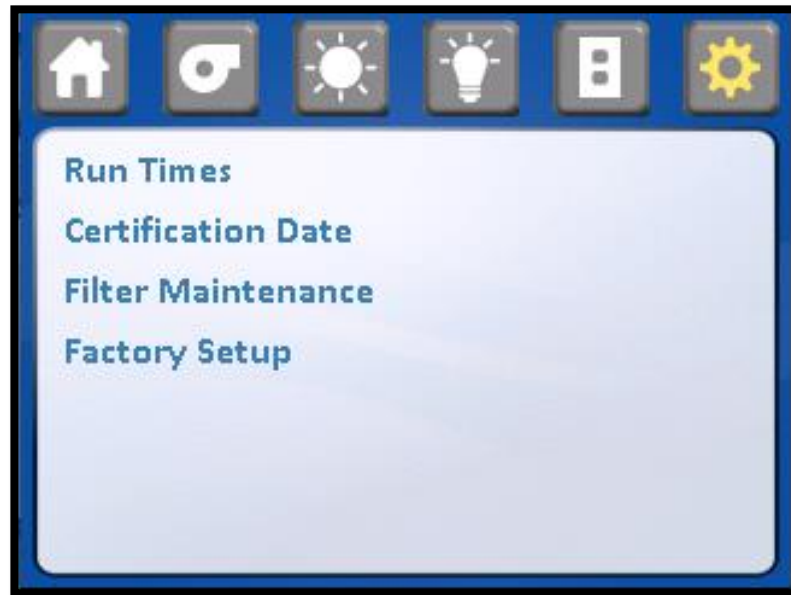 Run Times
Certification Date
Filter Maintenance
Factory Setup